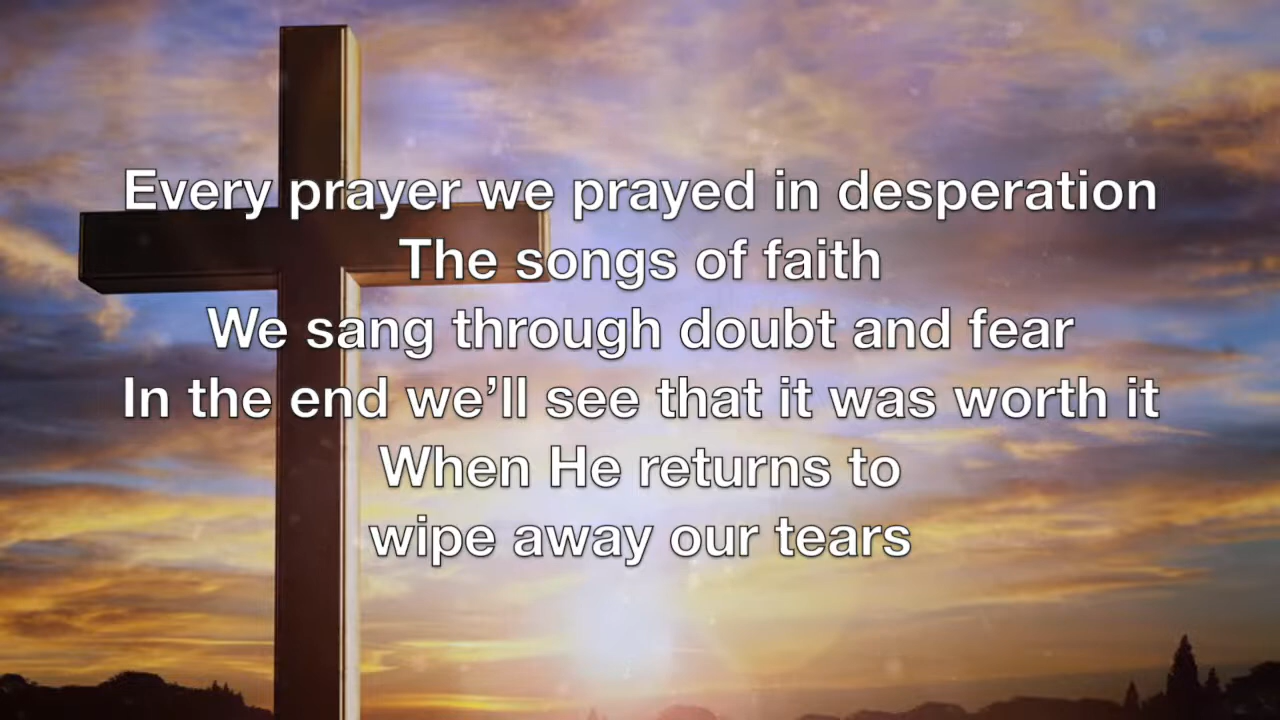 Every prayer we prayed in desperation
The songs of faith
We sang through doubt and fear
In the end we’ll see that it was worth it
When He returns to
wipe away our tears